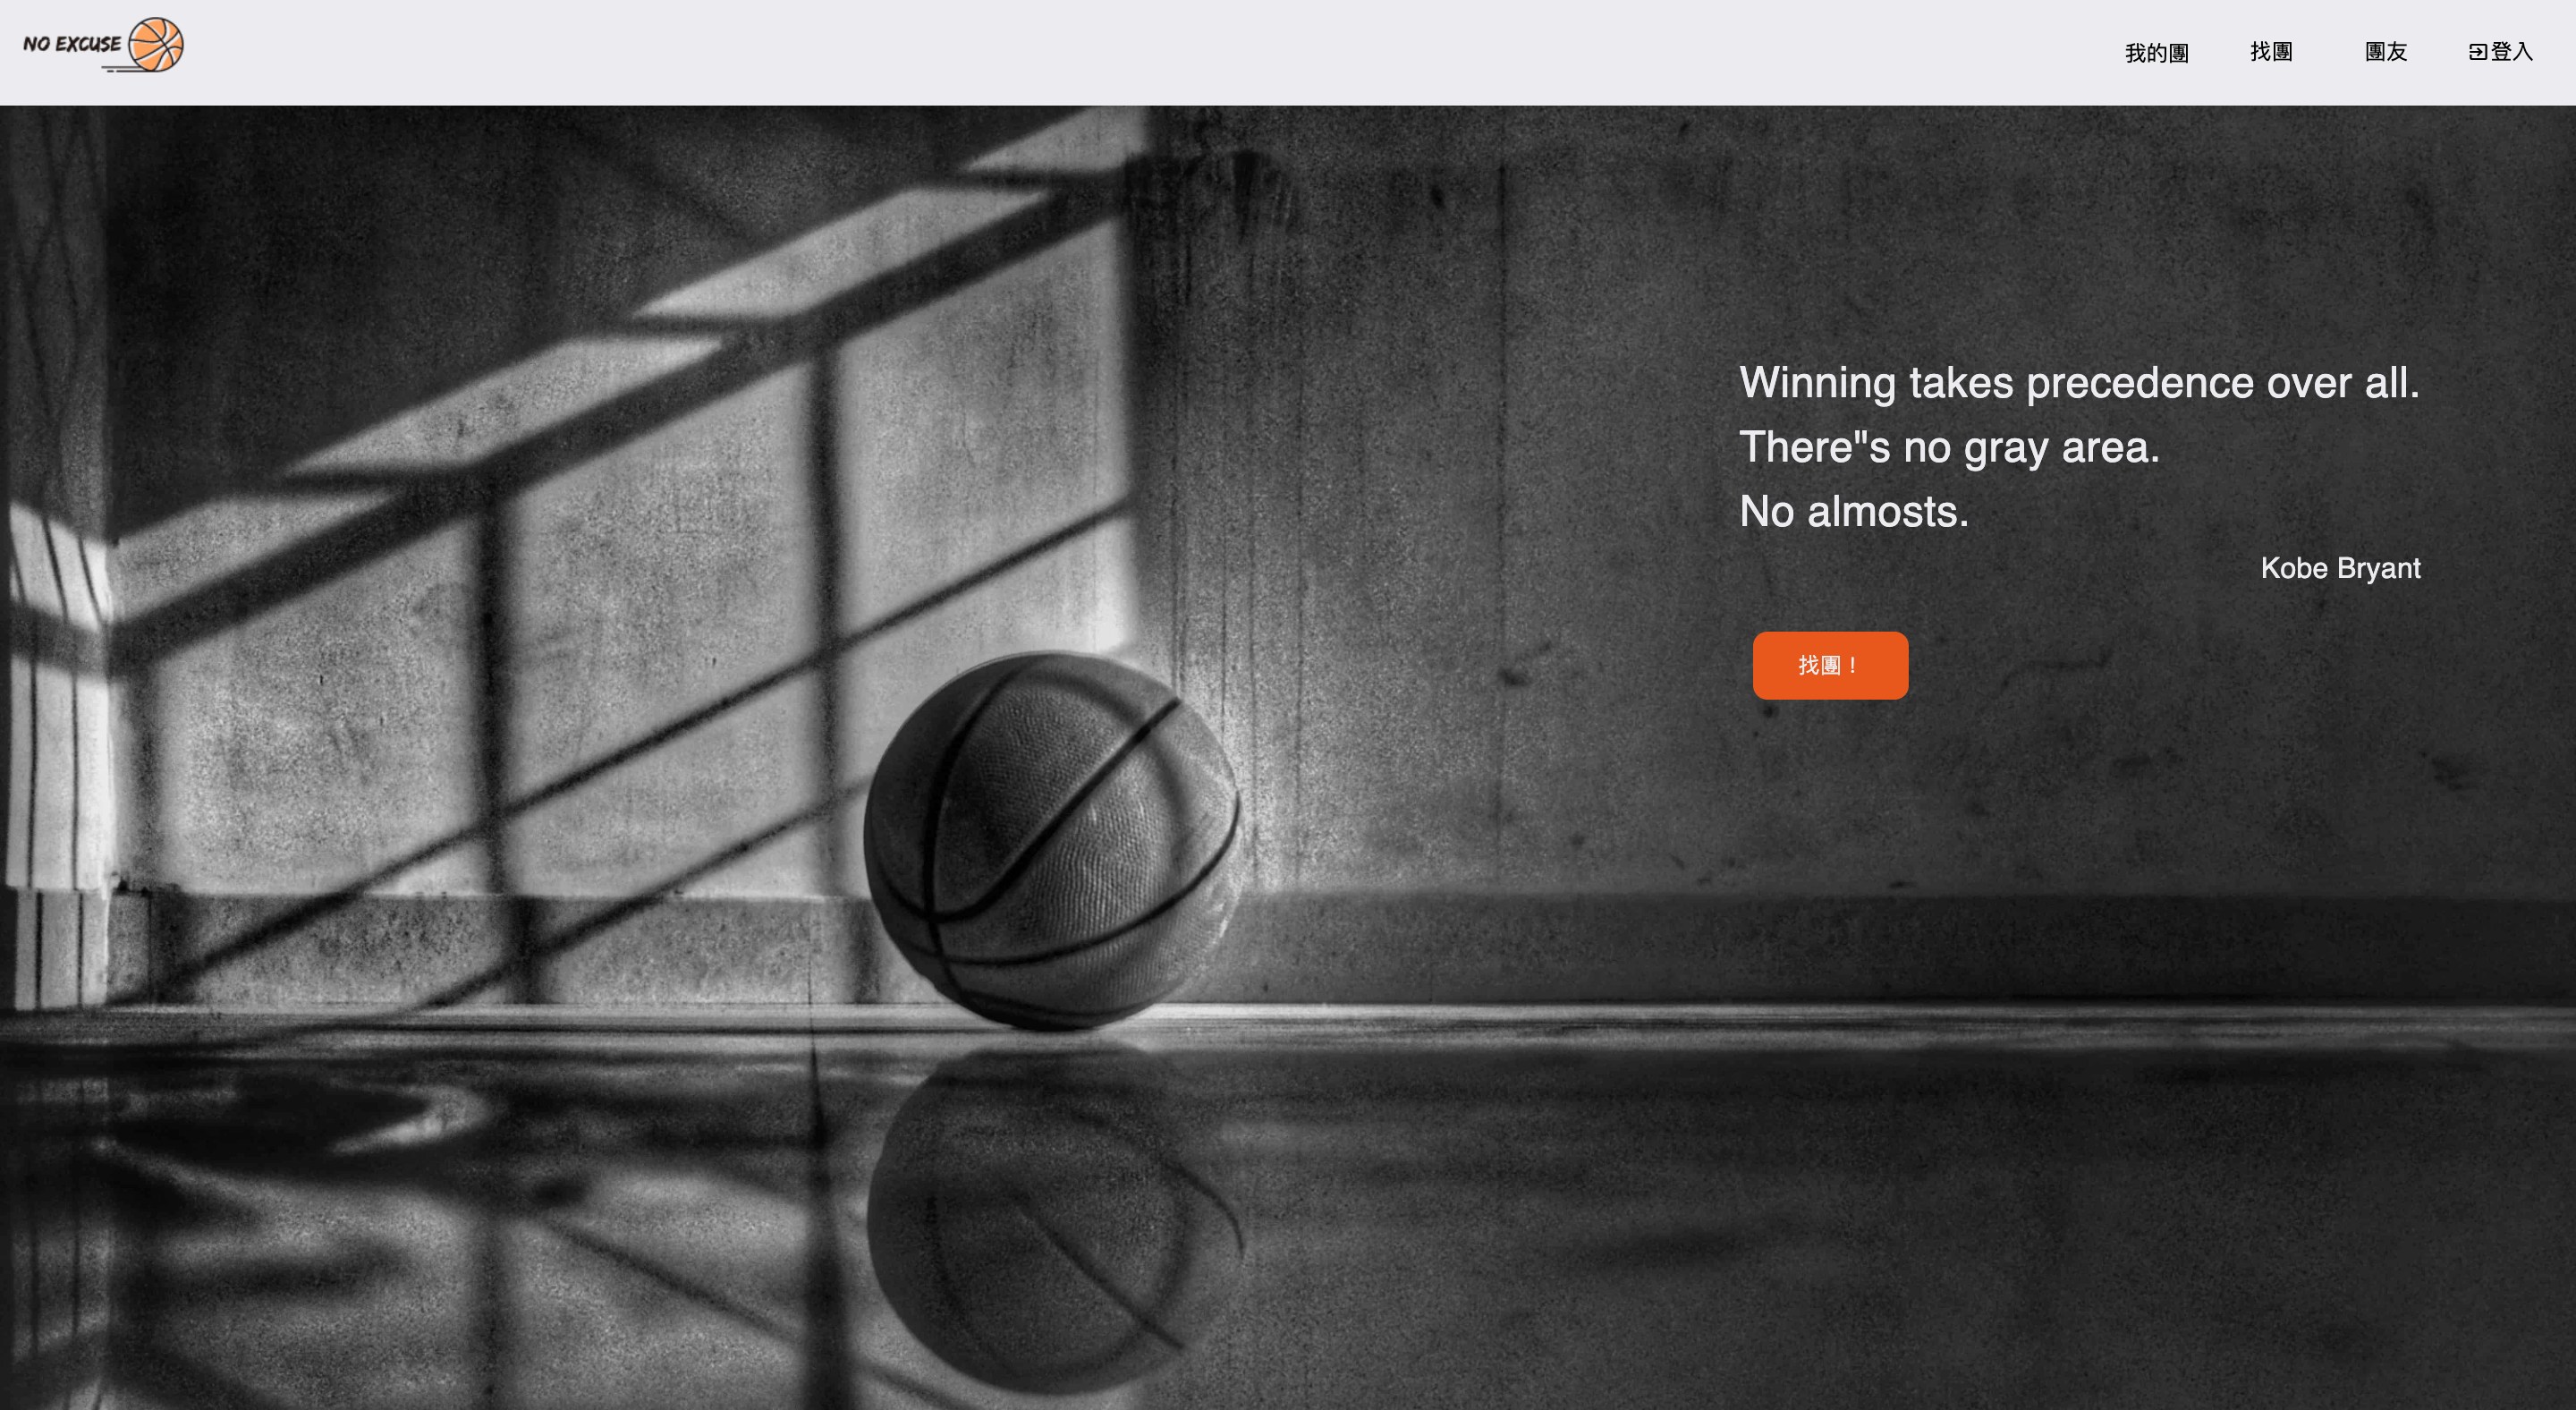 NO EXCUSE
我的團
找團
團友
登入
Winning takes precedence over all.
There"s no gray area.
No almosts.
Kobe Bryant
找團！